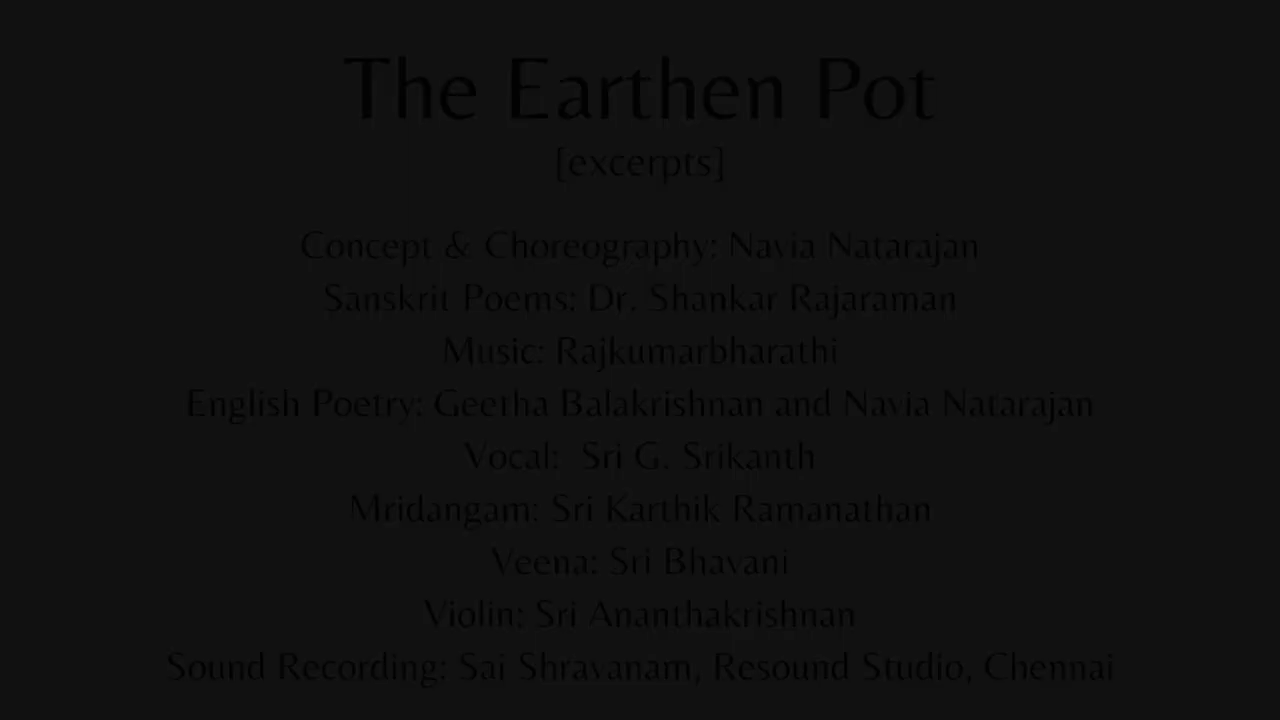 The Earthen Pot
[excerpts]
Concept & Choreography: Navia Natarajan
Sanskrit Poems: Dr. Shankar Rajaraman
Music: Rajkumarbharathi
English Poetry: Geetha Balakrishnan and Navia Natarajan
Vocal:  Sri G. Srikanth
Mridangam: Sri Karthik Ramanathan
Veena: Sri Bhavani
Violin: Sri Ananthakrishnan
Sound Recording: Sai Shravanam, Resound Studio, Chennai